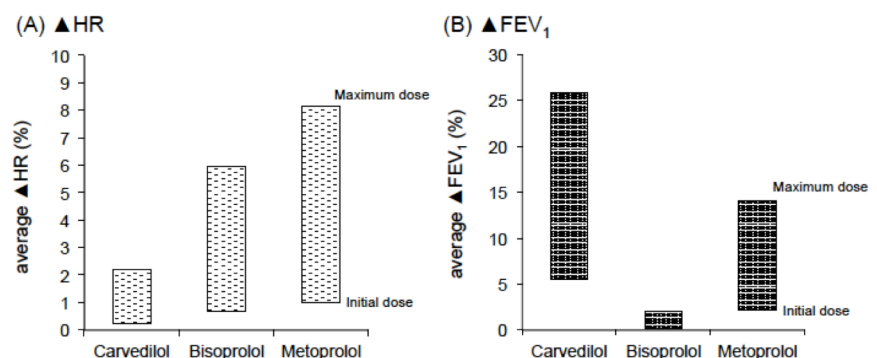 (A) ▲HR
average ▲HR (%)
10
9
8
7
6
5
4
3
2
1
0
Maximum dose
Initial dose
Carvedilol Bisoprolol Metoprolol
(B) ▲FEV₁
average ▲FEV₁ (%)
30
25
20
15
10
5
0
Maximum dose
Initial dose
Carvedilol Bisoprolol Metoprolol